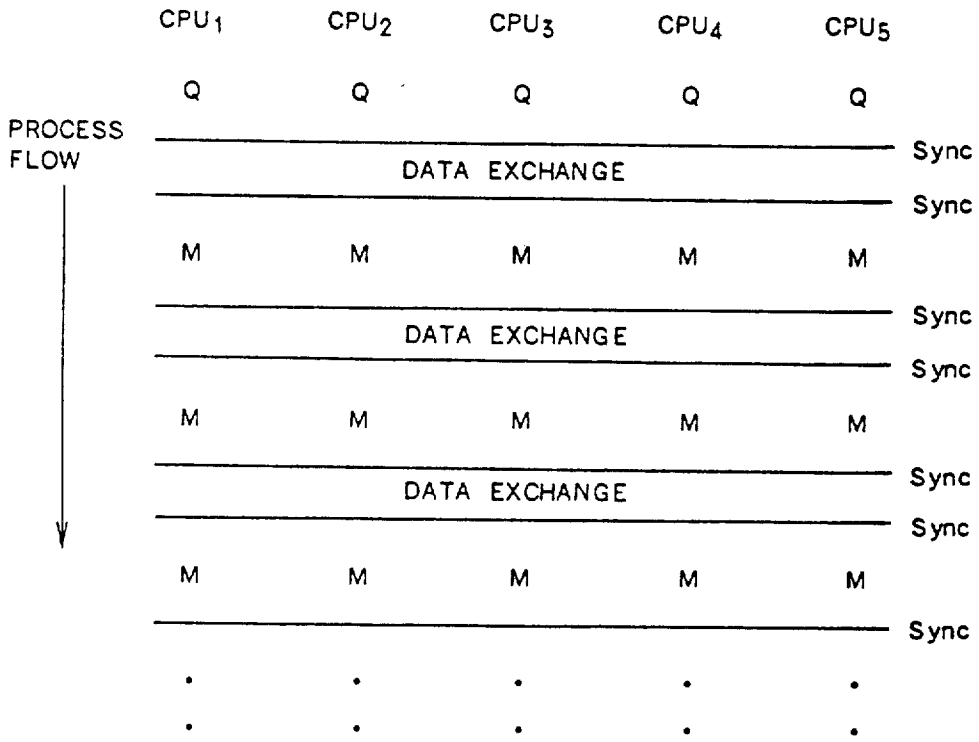 CPU1 CPU2 CPU3 CPU4 CPU5
Q Q Q Q Q
PROCESS
FLOW
Sync
DATA EXCHANGE
Sync
M M M M M
Sync
DATA EXCHANGE
Sync
M M M M M
Sync
DATA EXCHANGE
Sync
M M M M M
Sync